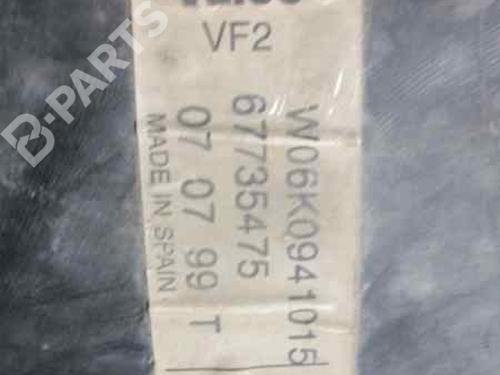 VF2
W06K0941015
67735475
07 07 99 T
MADE IN SPAIN
B-PARTS